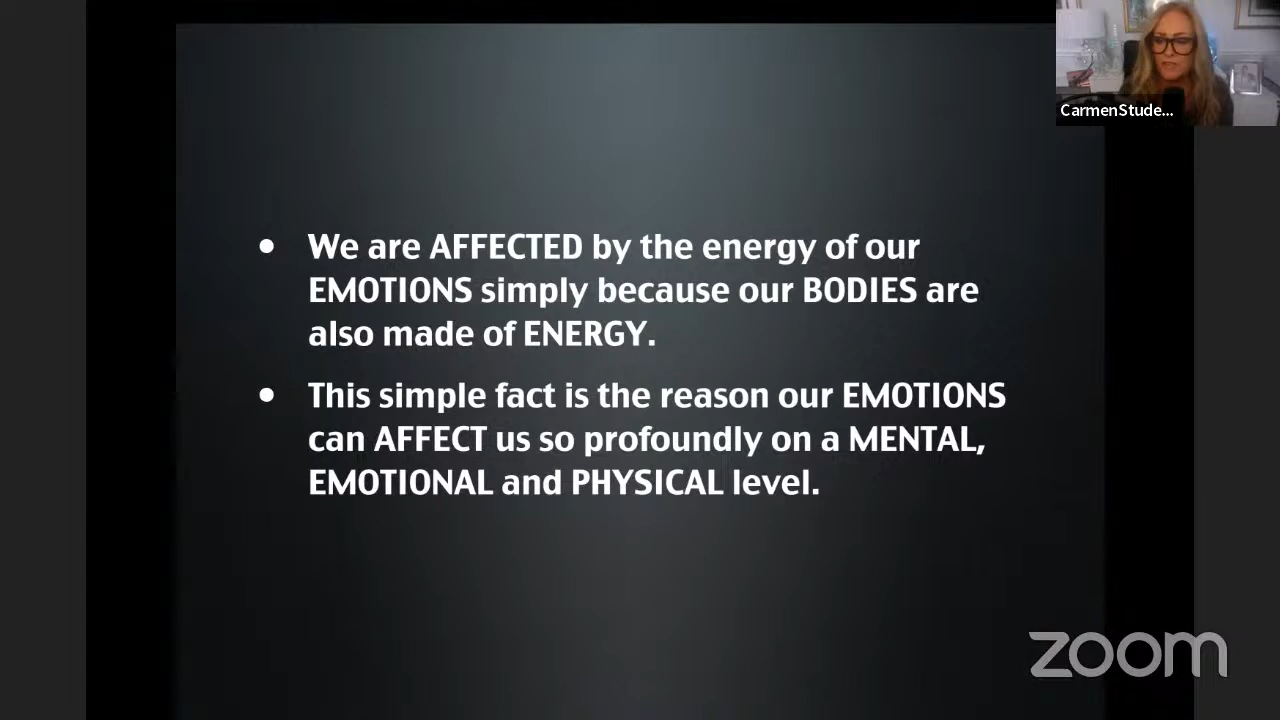 CarmenStude...
• We are AFFECTED by the energy of our
EMOTIONS simply because our BODIES are
also made of ENERGY.
• This simple fact is the reason our EMOTIONS
can AFFECT us so profoundly on a MENTAL,
EMOTIONAL and PHYSICAL level.
zoom